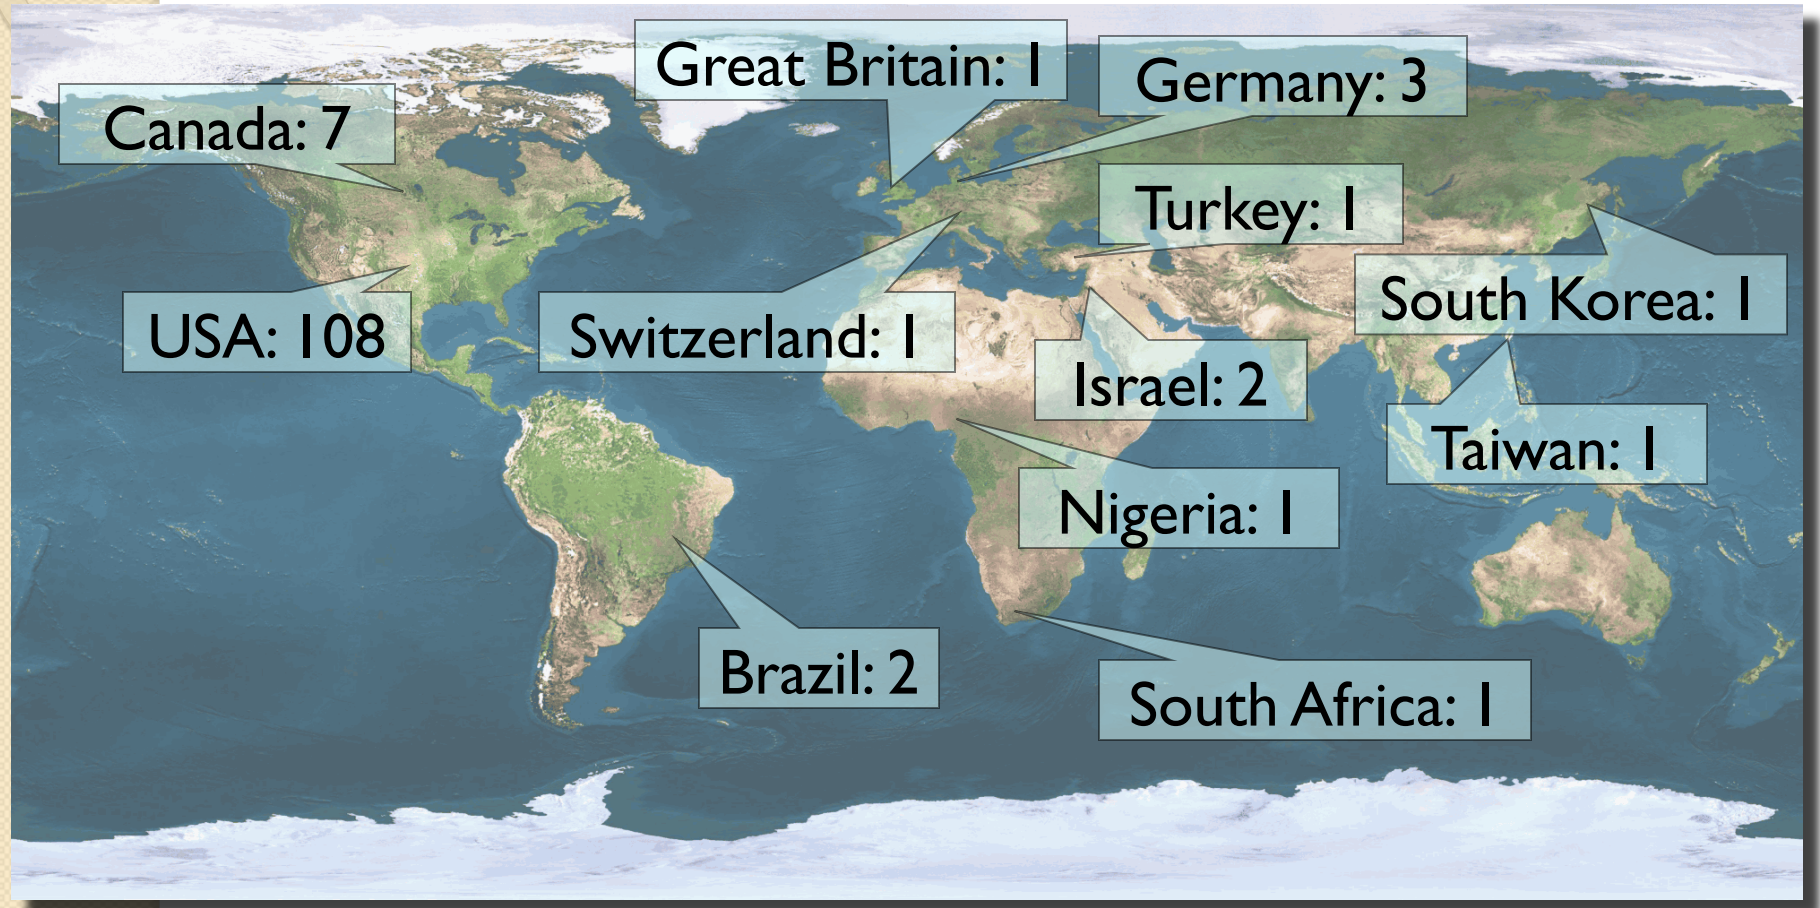 Great Britain: 1
Germany: 3
Canada: 7
Turkey: 1
South Korea: 1
USA: 108
Switzerland: 1
Israel: 2
Taiwan: 1
Nigeria: 1
Brazil: 2
South Africa: 1